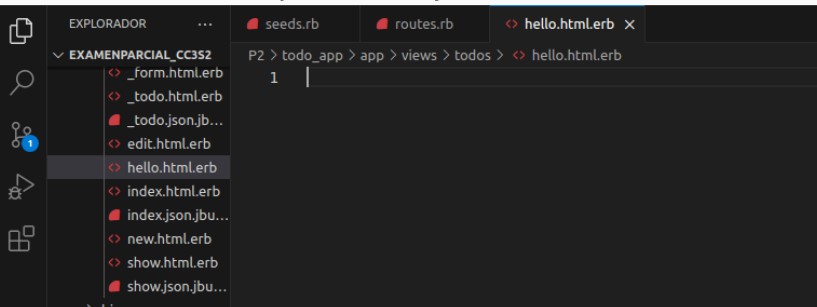 EXPLORADOR ...
seeds.rb routes.rb hello.html.erb
EXAMENPARCIAL_CC3S2
P2 > todo_app > app > views > todos > hello.html.erb
_form.html.erb
1
_todo.html.erb
_todo.json.jb...
edit.html.erb
hello.html.erb
index.html.erb
index.json.jbu...
new.html.erb
show.html.erb
show.json.jbu...
1